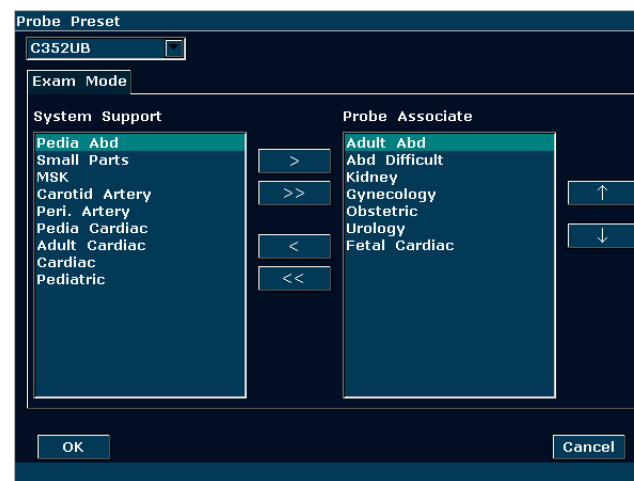 Probe Preset
C352UB
Exam Mode
System Support
Probe Associate
Pedia Abd
Small Parts
MSK
Carotid Artery
Peri. Artery
Pedia Cardiac
Adult Cardiac
Cardiac
Pediatric
>
>>
<
<<
Adult Abd
Abd Difficult
Kidney
Gynecology
Obstetric
Urology
Fetal Cardiac
↑
↓
OK
Cancel